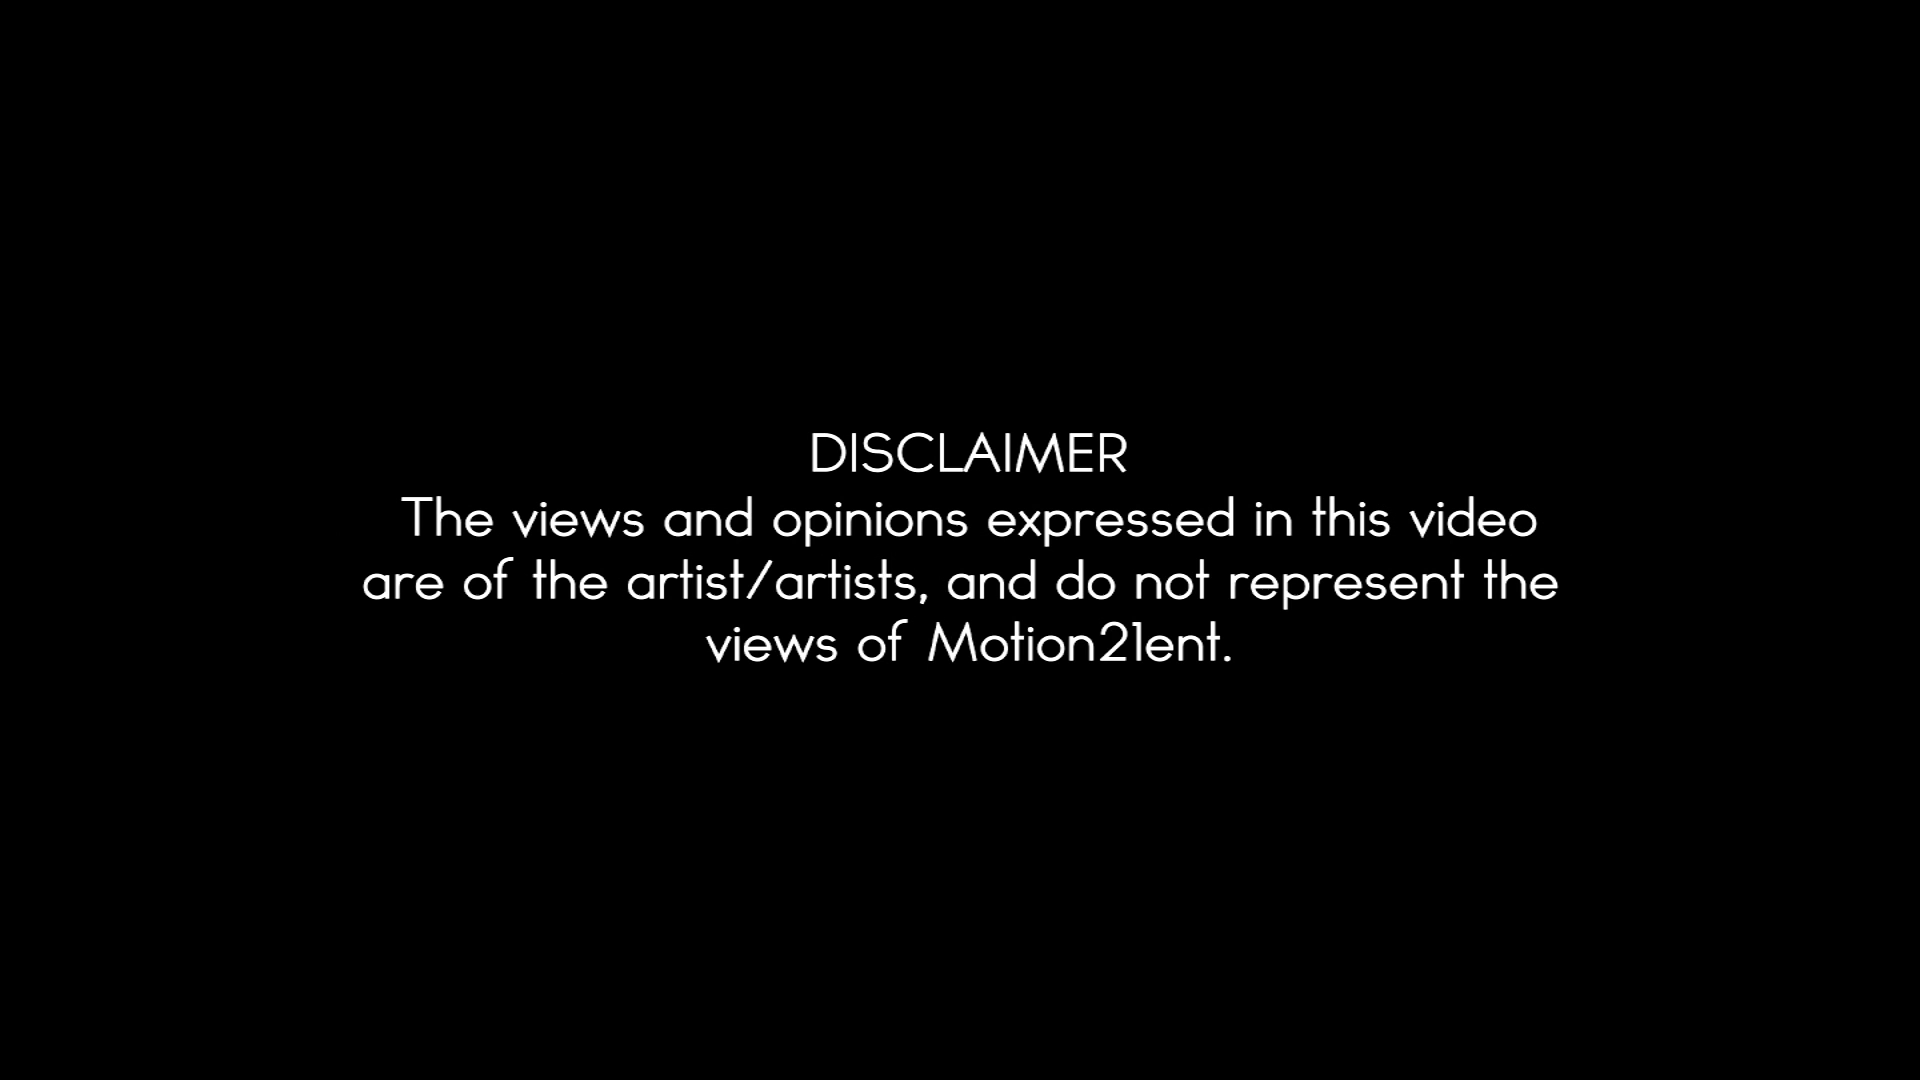 DISCLAIMER
The views and opinions expressed in this video
are of the artist/artists, and do not represent the
views of Motion21ent.